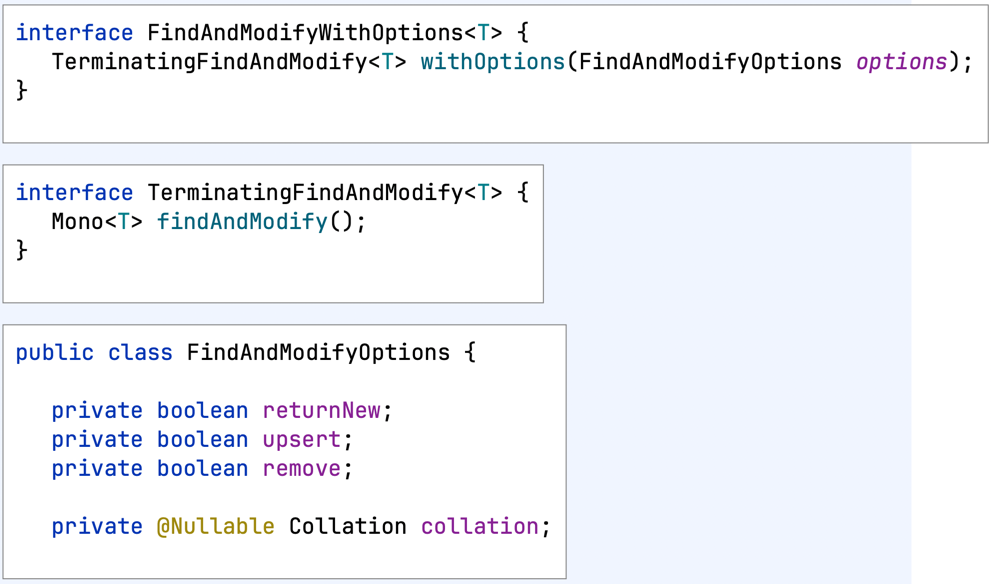 interface FindAndModifyWithOptions<T> {
TerminatingFindAndModify<T> withOptions(FindAndModifyOptions options);
}
interface TerminatingFindAndModify<T> {
Mono<T> findAndModify();
}
public class FindAndModifyOptions {
private boolean returnNew;
private boolean upsert;
private boolean remove;
private @Nullable Collation collation;